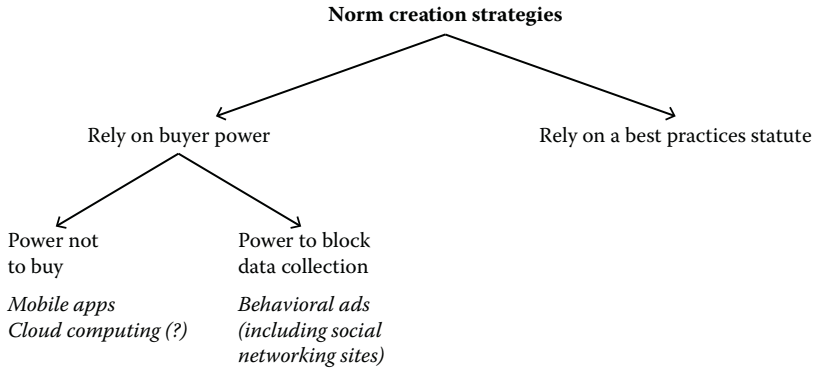 Norm creation strategies
Rely on buyer power
Rely on a best practices statute
Power not
to buy
Mobile apps
Cloud computing (?)
Power to block
data collection
Behavioral ads
(including social
networking sites)